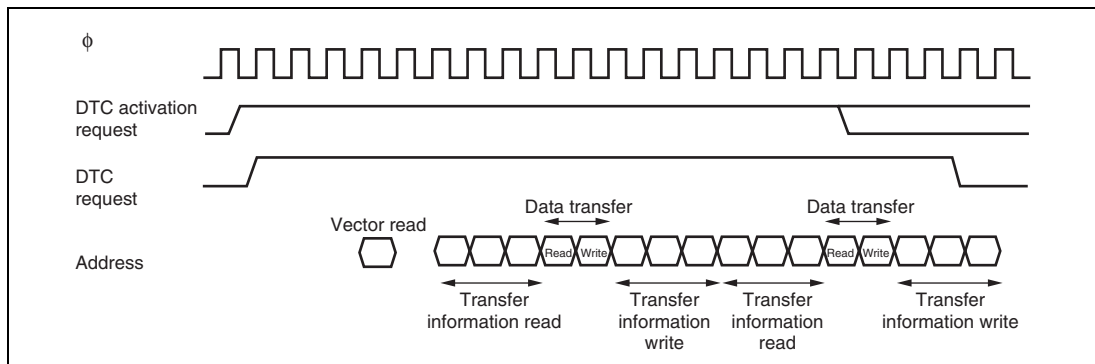 ϕ
DTC activation
request
DTC
request
Data transfer
Data transfer
Vector read
Address
Read
Write
Read
Write
Transfer
information read
Transfer
information
write
Transfer
information
read
Transfer
information write